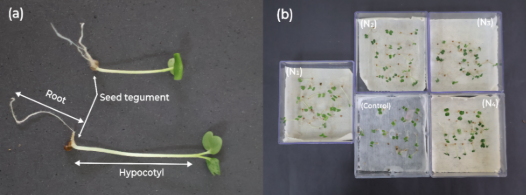 (a)
Root
Seed tegument
Hypocotyl
(b)
(N₂)
(N₃)
(N₁)
(Control)
(N₄)